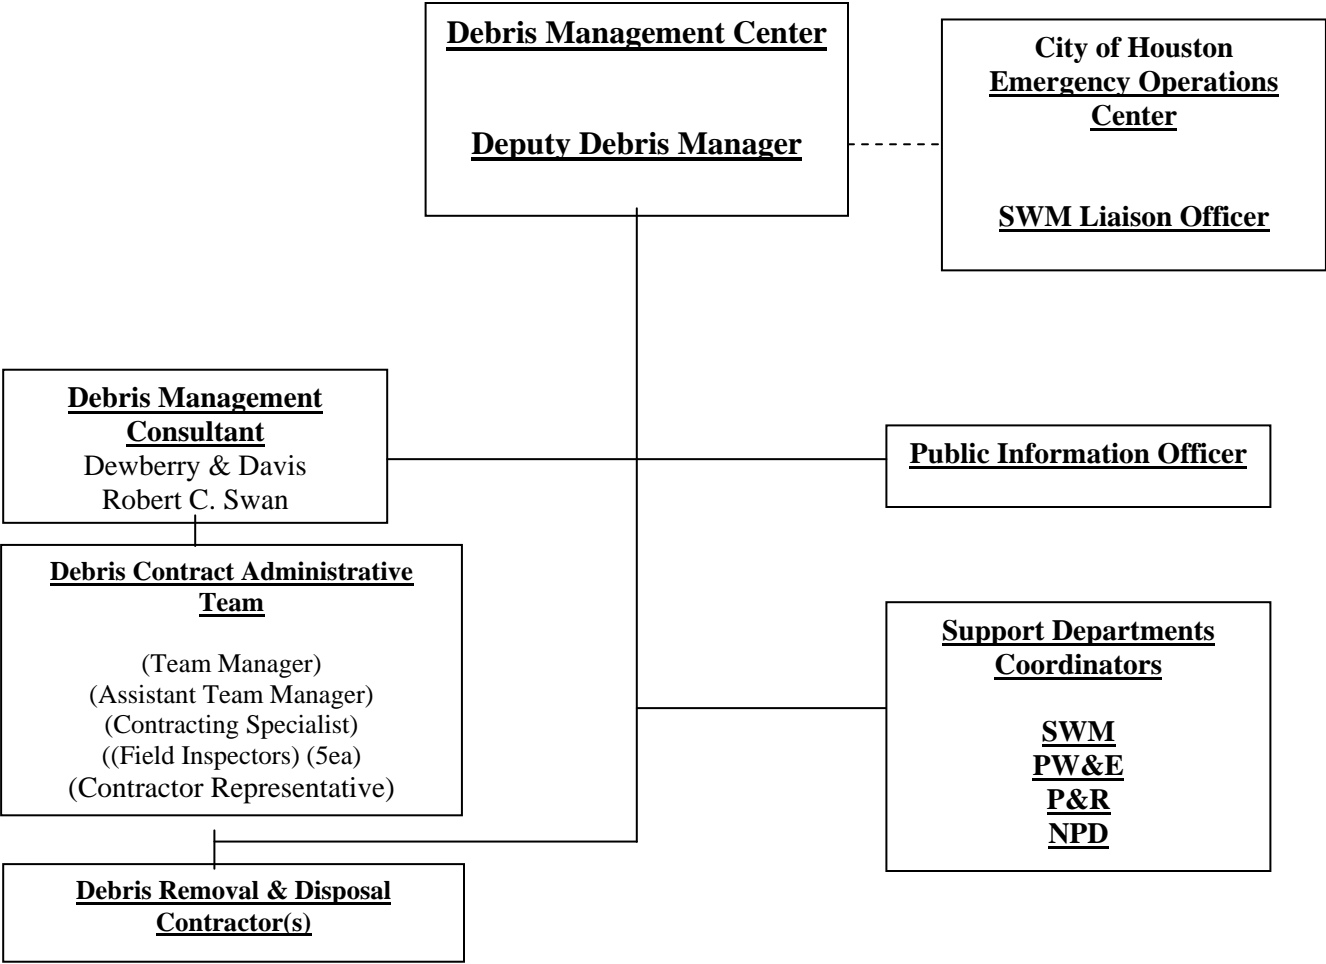 Debris Management Center
Deputy Debris Manager
City of Houston
Emergency Operations
Center
SWM Liaison Officer
Debris Management
Consultant
Dewberry & Davis
Robert C. Swan
Public Information Officer
Debris Contract Administrative
Team
(Team Manager)
(Assistant Team Manager)
(Contracting Specialist)
((Field Inspectors) (5ea)
(Contractor Representative)
Support Departments
Coordinators
SWM
PW&E
P&R
NPD
Debris Removal & Disposal
Contractor(s)